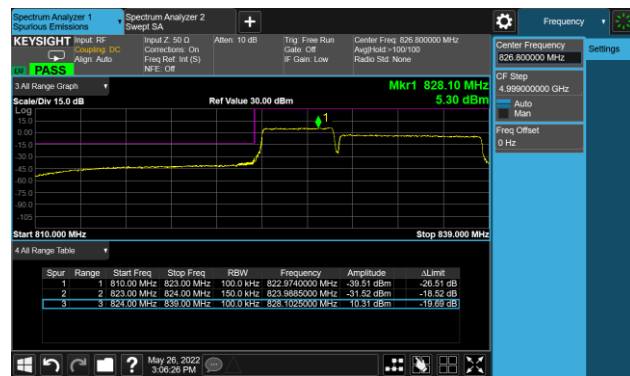 Spectrum Analyzer 1
Spurious Emissions
Spectrum Analyzer 2
Swept SA
Frequency
KEYSIGHT
Input: RF
Coupling: DC
Align: Auto
Input Z: 50 Ω
Corrections: On
Freq Ref: Int (S)
NFE: Off
Atten: 10 dB
Trig: Free Run
Gate: Off
IF Gain: Low
Center Freq: 826.800000 MHz
Avg|Hold:>100/100
Radio Std: None
PASS
Center Frequency
826.800000 MHz
Settings
CF Step
4.999000000 GHz
Auto
Man
Freq Offset
0 Hz
3 All Range Graph
Mkr1 828.10 MHz
5.30 dBm
Scale/Div 15.0 dB
Ref Value 30.00 dBm
Log
15.0
0.00
-15.0
-30.0
-45.0
-60.0
-75.0
-90.0
-105
1
Start 810.000 MHz
Stop 839.000 MHz
4 All Range Table
Spur Range Start Freq Stop Freq RBW Frequency Amplitude ΔLimit
1 1 810.00 MHz 823.00 MHz 100.0 kHz 822.9740000 MHz -39.51 dBm -26.51 dB
2 2 823.00 MHz 824.00 MHz 150.0 kHz 823.9885000 MHz -31.52 dBm -18.52 dB
3 3 824.00 MHz 839.00 MHz 100.0 kHz 828.1025000 MHz 10.31 dBm -19.69 dB
?
May 26, 2022
3:06:26 PM